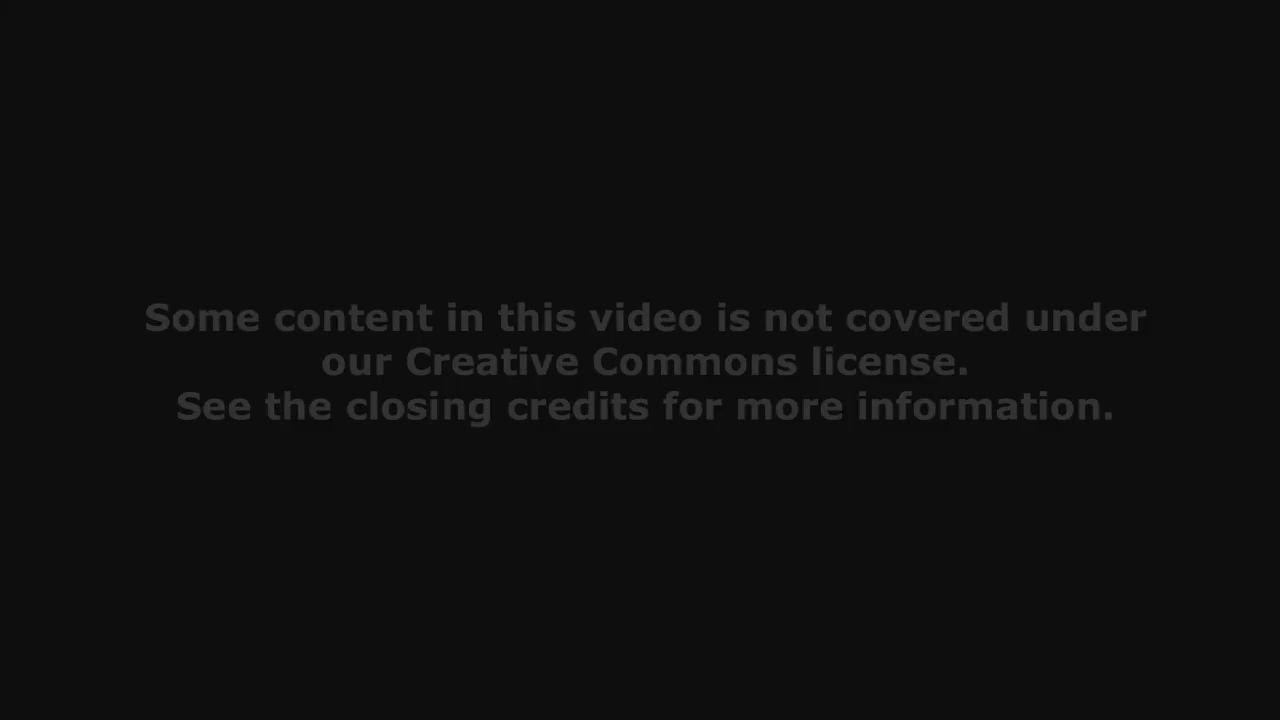 Some content in this video is not covered under
our Creative Commons license.
See the closing credits for more information.